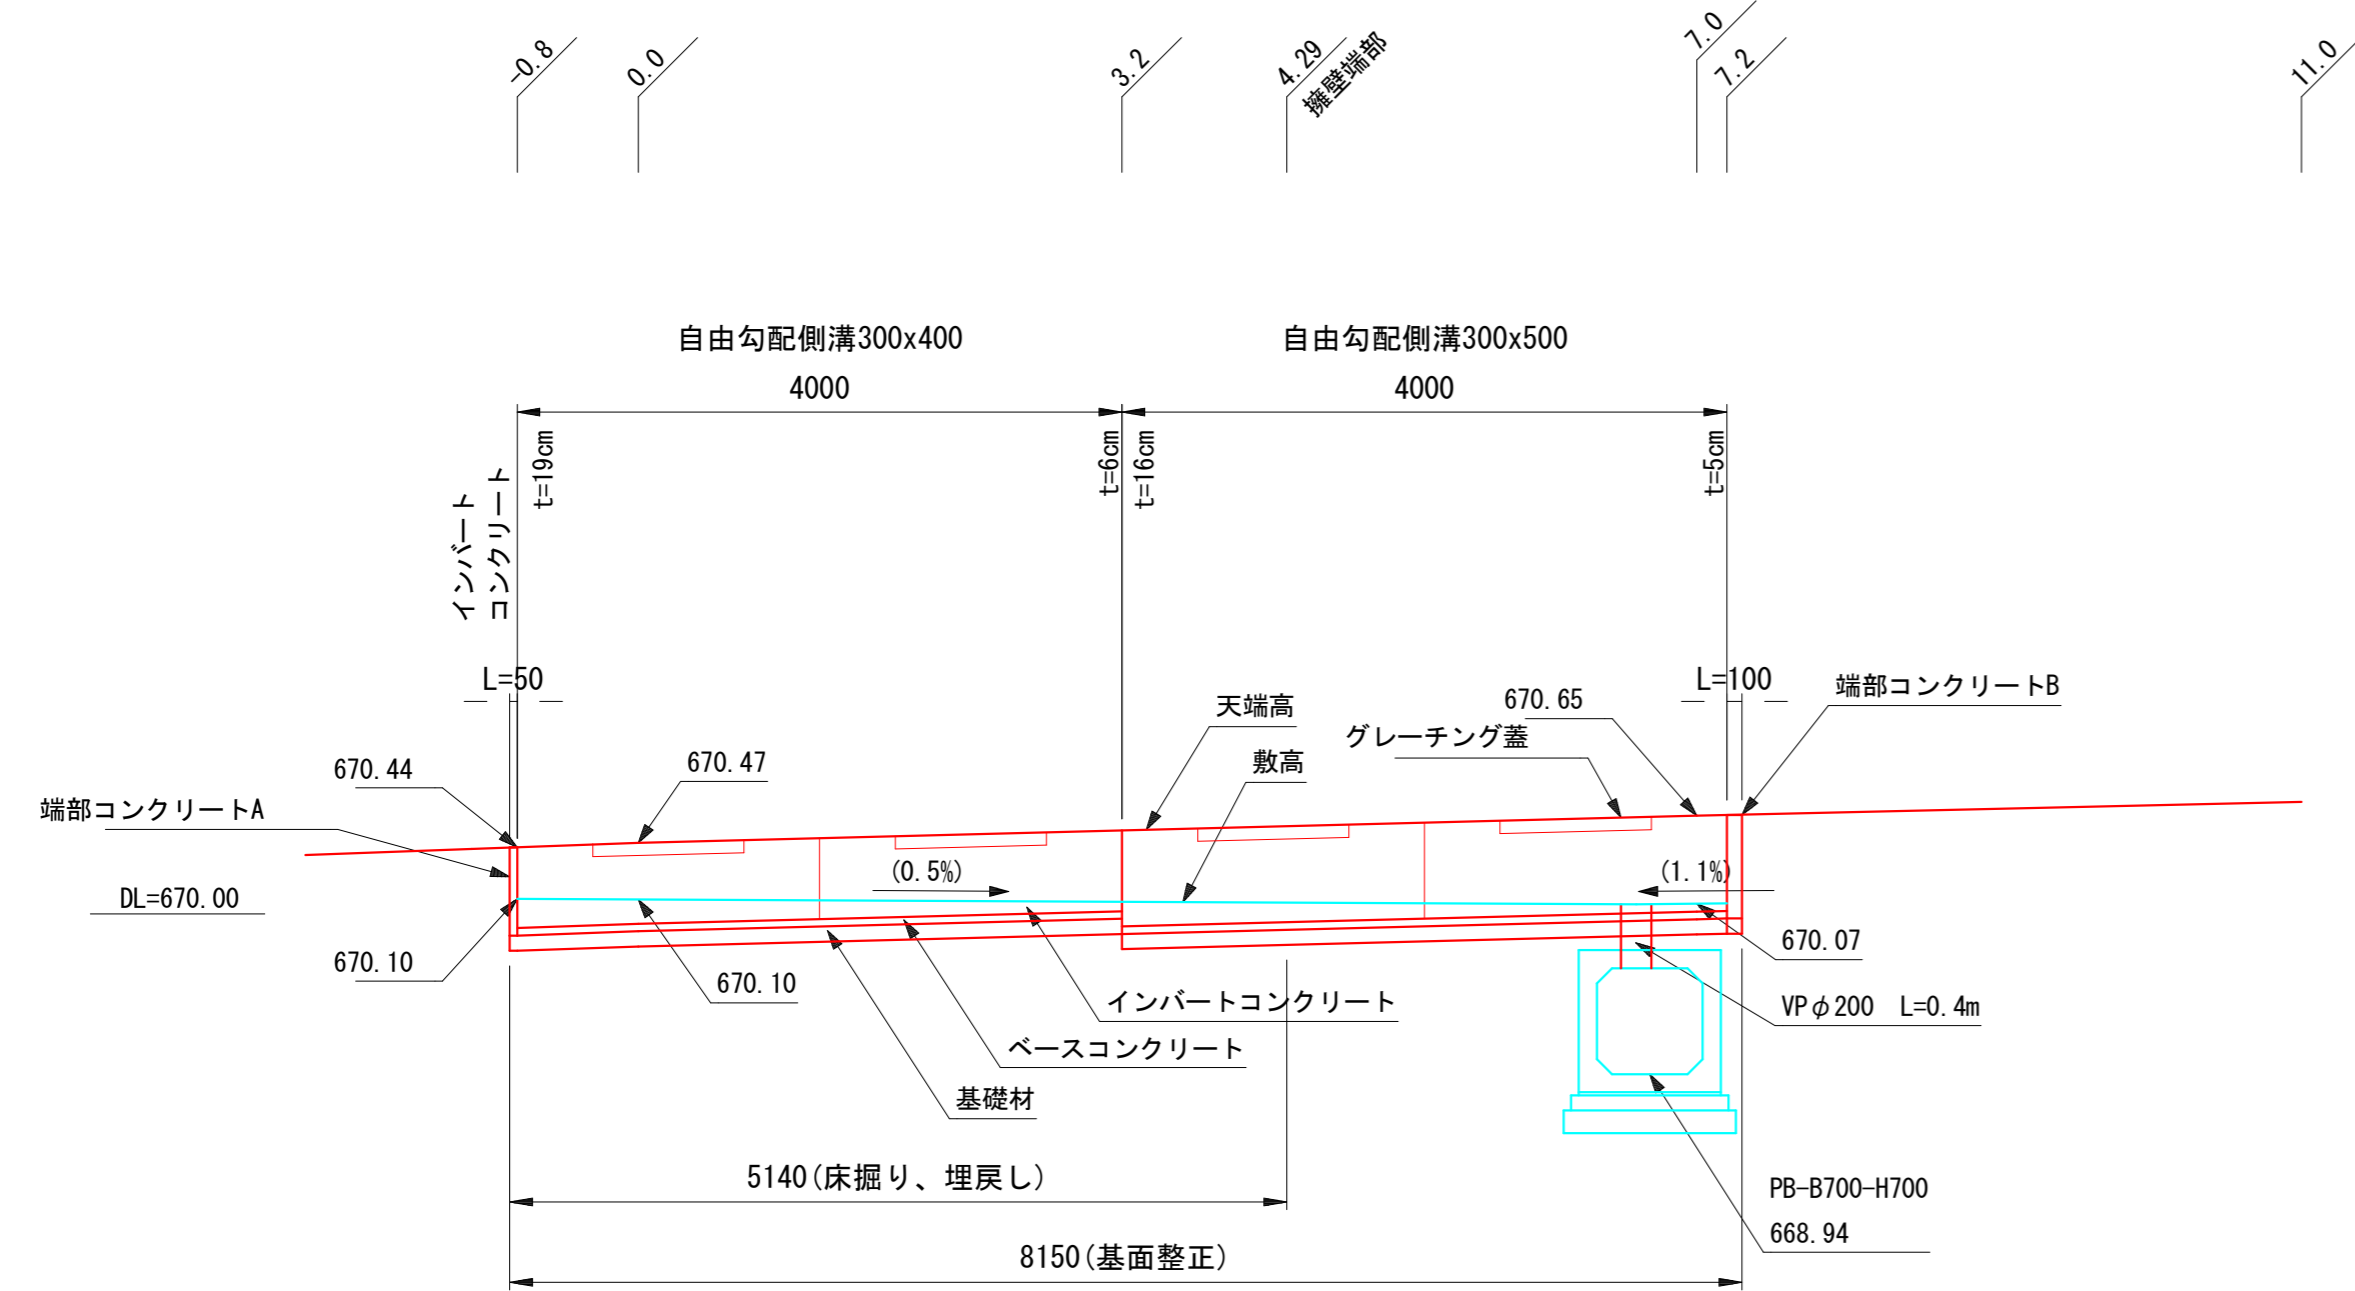 -0.8
0.0
3.2
4.29
擁壁端部
7.0
7.2
11.0
自由勾配側溝300x400
自由勾配側溝300x500
4000
4000
インバート
コンクリート
t=19cm
t=6cm
t=16cm
t=5cm
L=50
L=100
端部コンクリートB
天端高
670.65
グレーチング蓋
敷高
670.44
670.47
端部コンクリートA
(0.5%)
(1.1%)
DL=670.00
670.10
670.10
670.07
インバートコンクリート
VPφ200 L=0.4m
ベースコンクリート
基礎材
5140(床掘り、埋戻し)
PB-B700-H700
668.94
8150(基面整正)